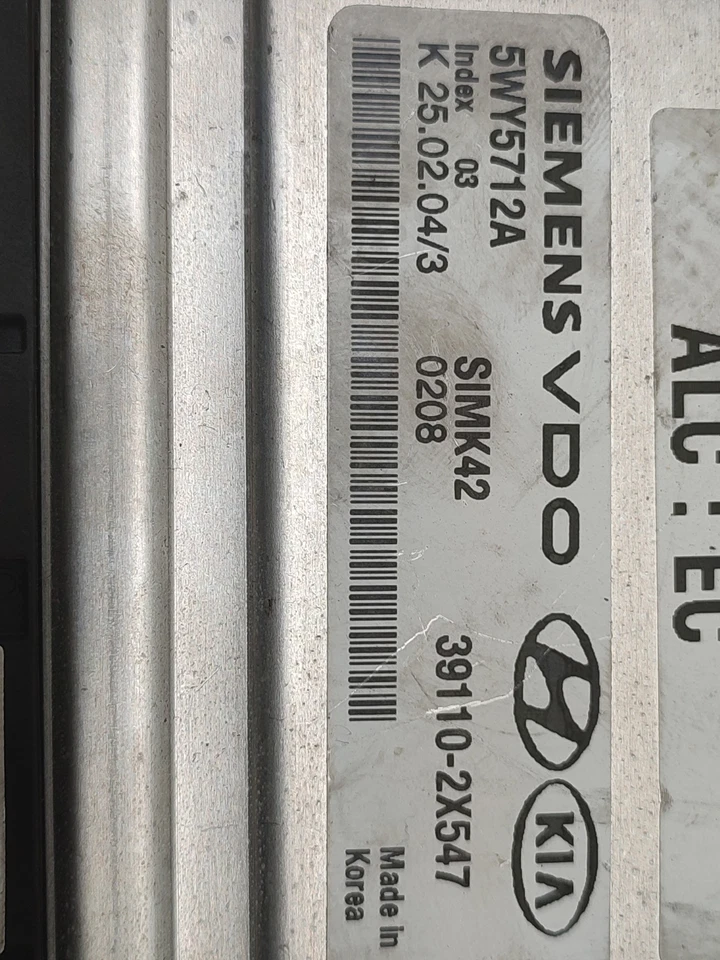 SIEMENS VDO H KIA
5WY5712A
Index 03 SIMK42 39110-2X547
K 25.02.04/3 0208
Made in
Korea
ALC : EC